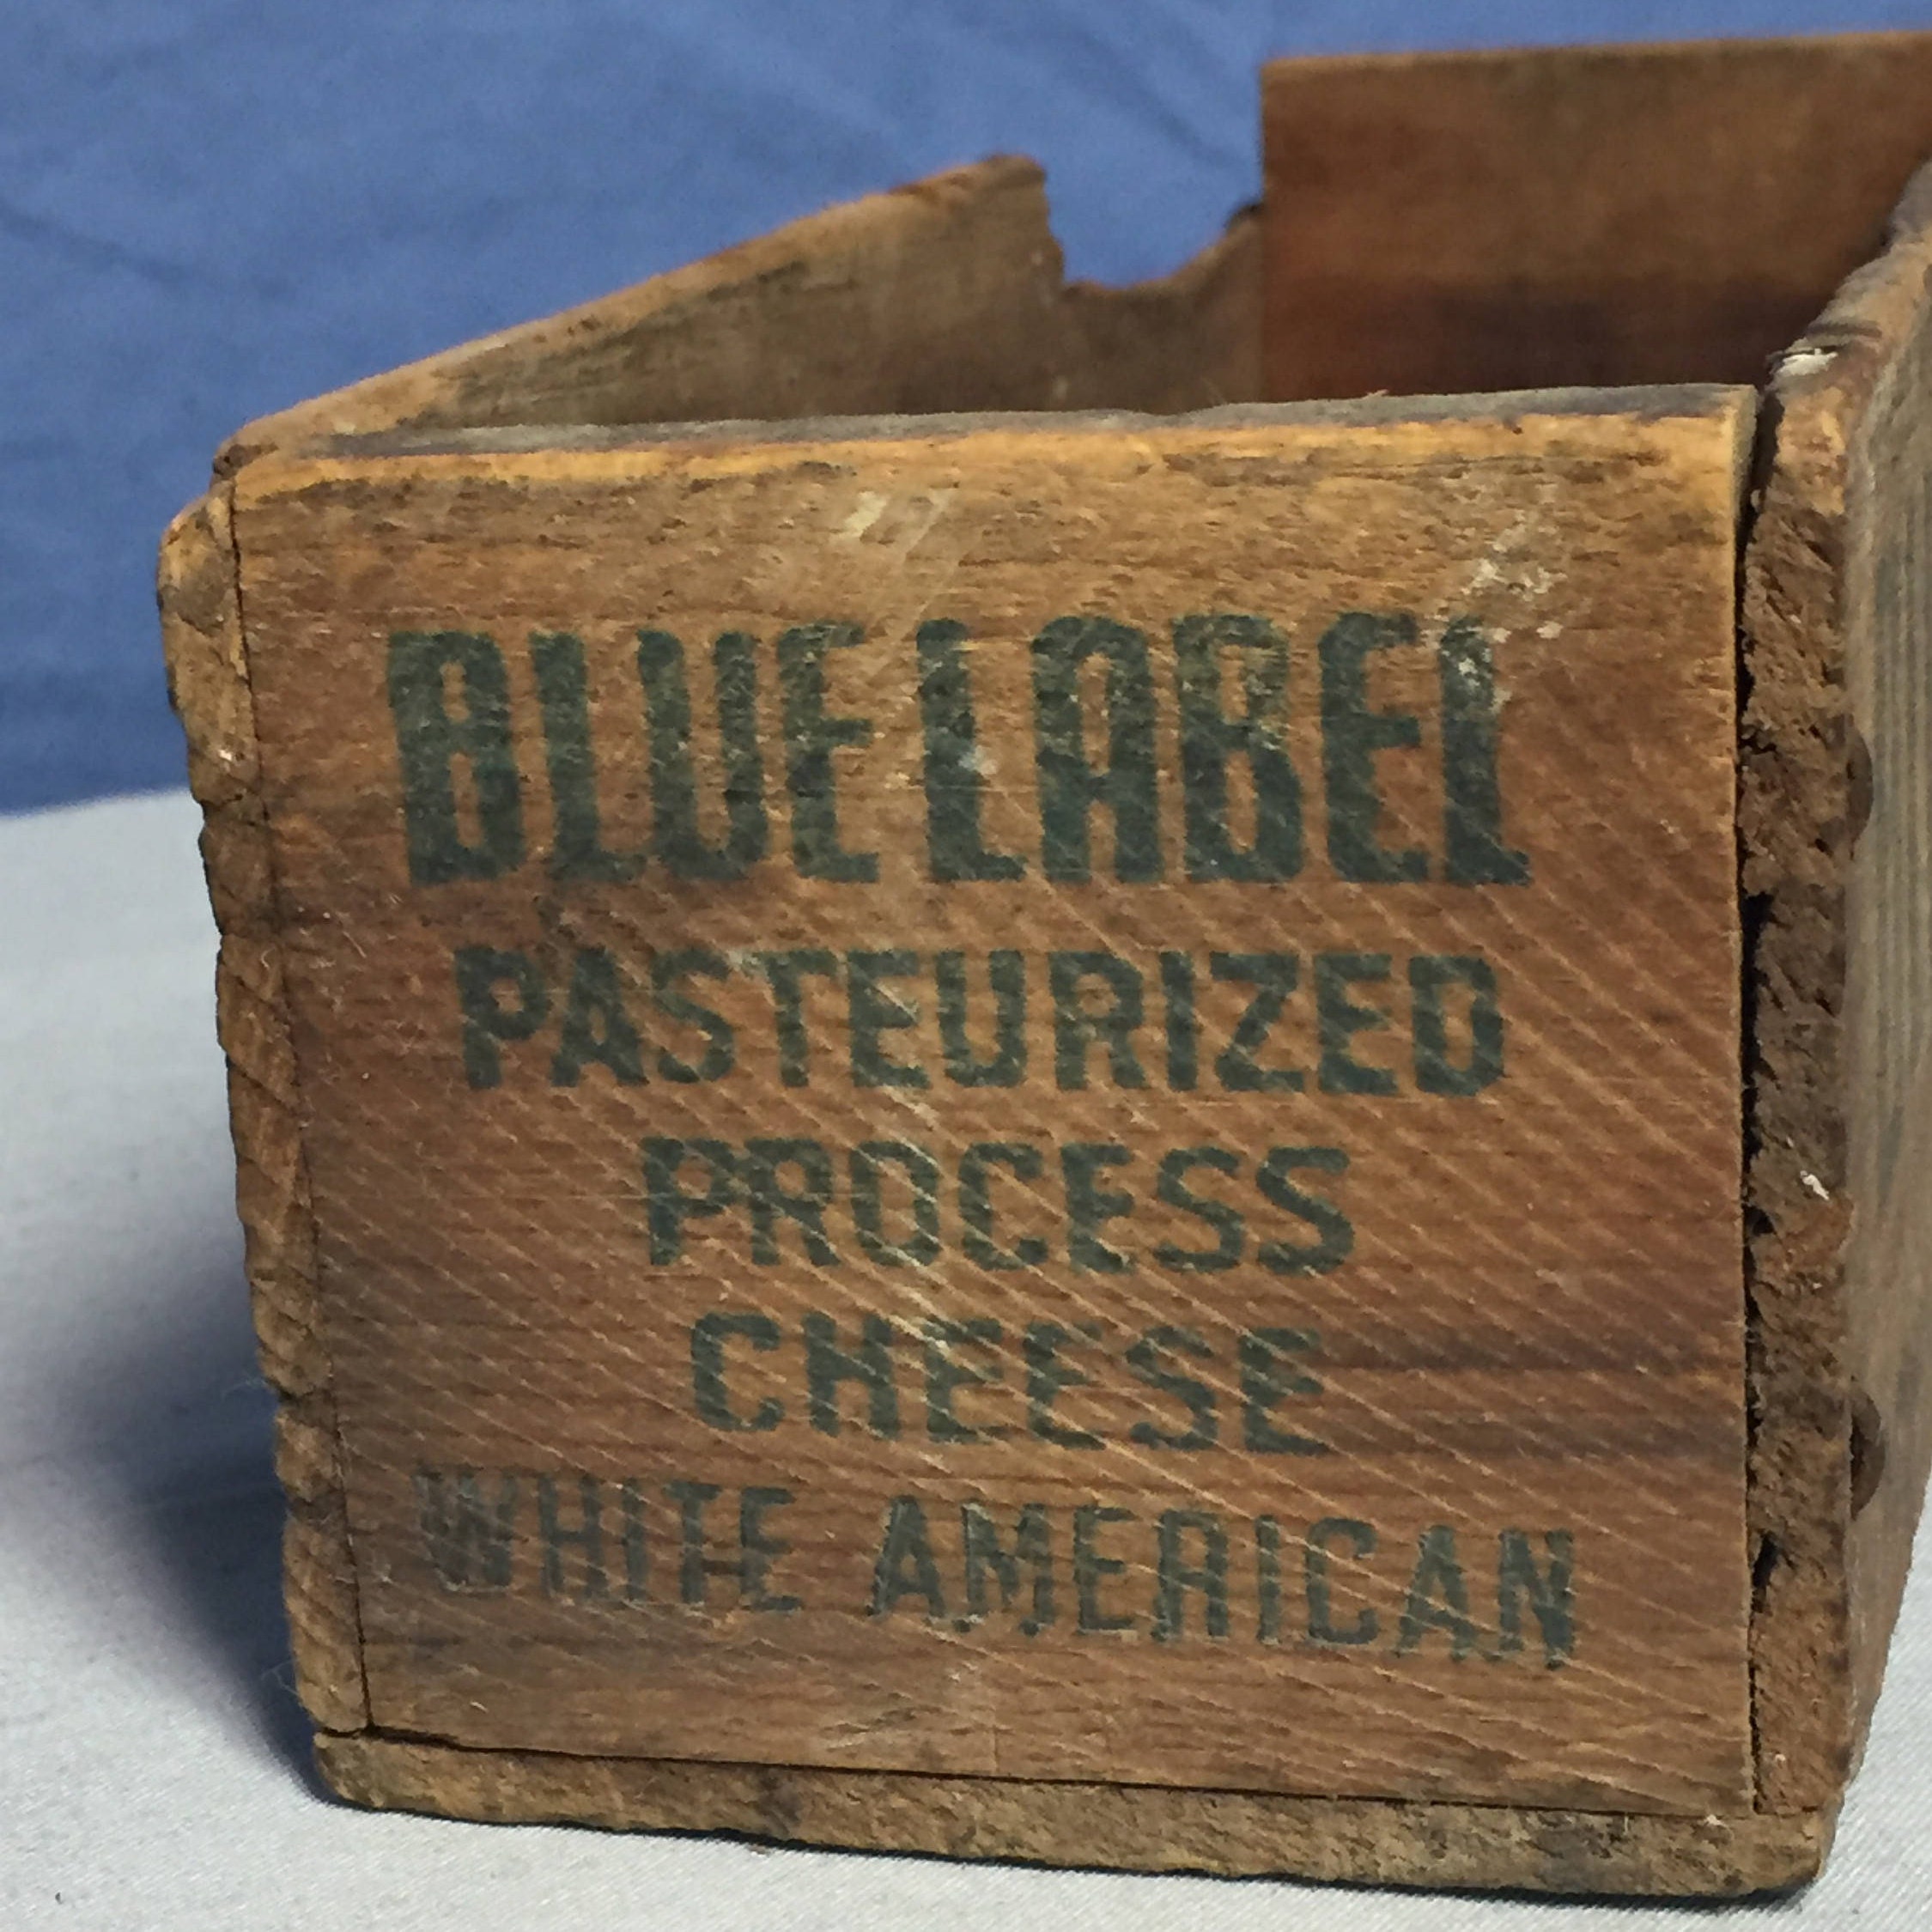 BLUE LABEL
PASTEURIZED
PROCESS
CHEESE
WHITE AMERICAN